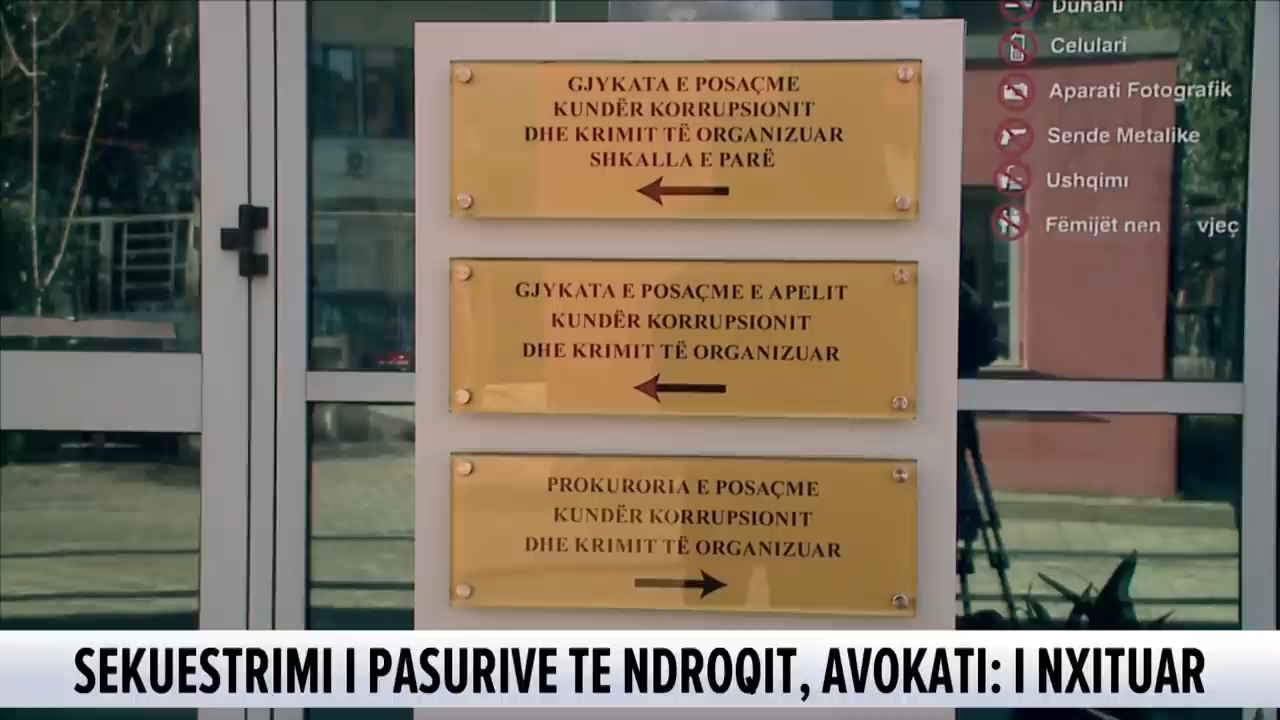 GJYKATA E POSAÇME
KUNDËR KORRUPSIONIT
DHE KRIMIT TË ORGANIZUAR
SHKALLA E PARË
GJYKATA E POSAÇME E APELIT
KUNDËR KORRUPSIONIT
DHE KRIMIT TË ORGANIZUAR
PROKURORIA E POSAÇME
KUNDËR KORRUPSIONIT
DHE KRIMIT TË ORGANIZUAR
Duhani
Celulari
Aparati Fotografik
Sende Metalike
Ushqimi
Fëmijët nen vjeç
SEKUESTRIMI I PASURIVE TE NDROQIT, AVOKATI: I NXITUAR